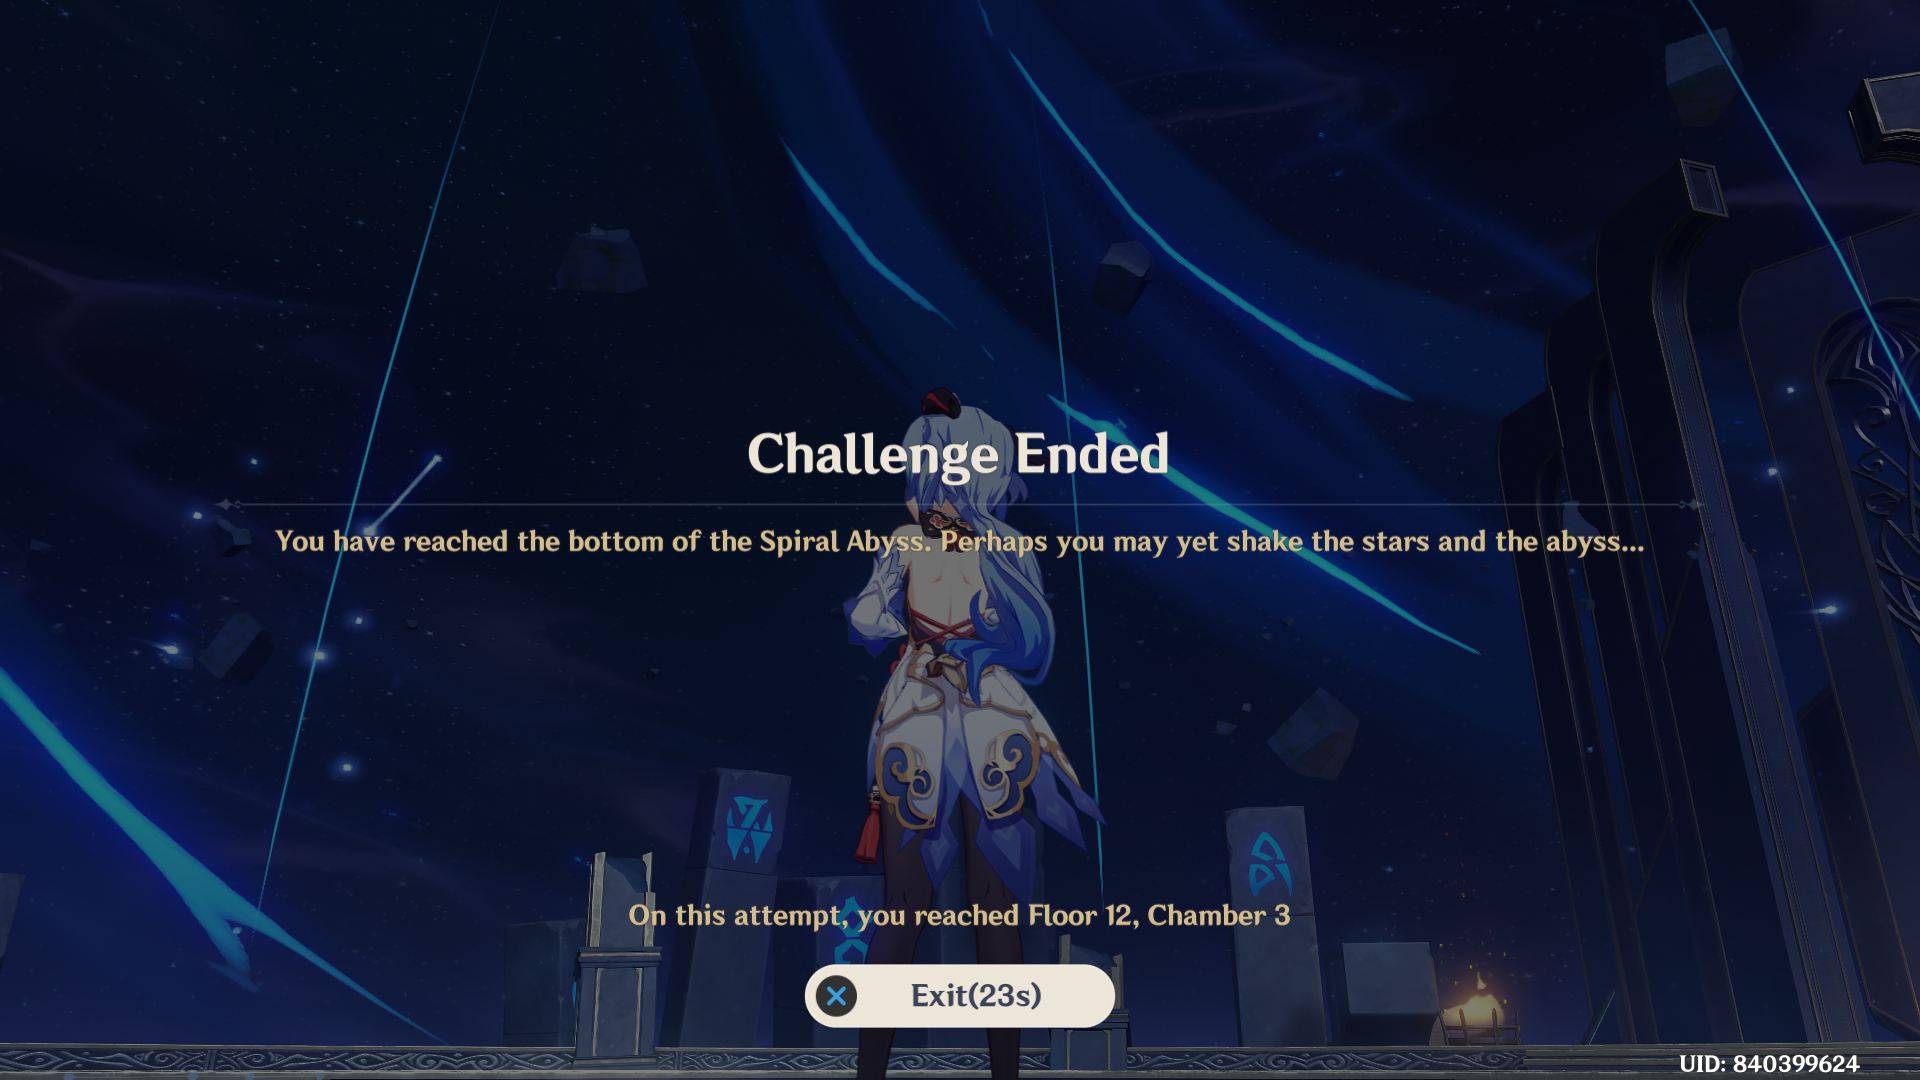 Challenge Ended
You have reached the bottom of the Spiral Abyss. Perhaps you may yet shake the stars and the abyss...
On this attempt, you reached Floor 12, Chamber 3
Exit(23s)
UID: 840399624